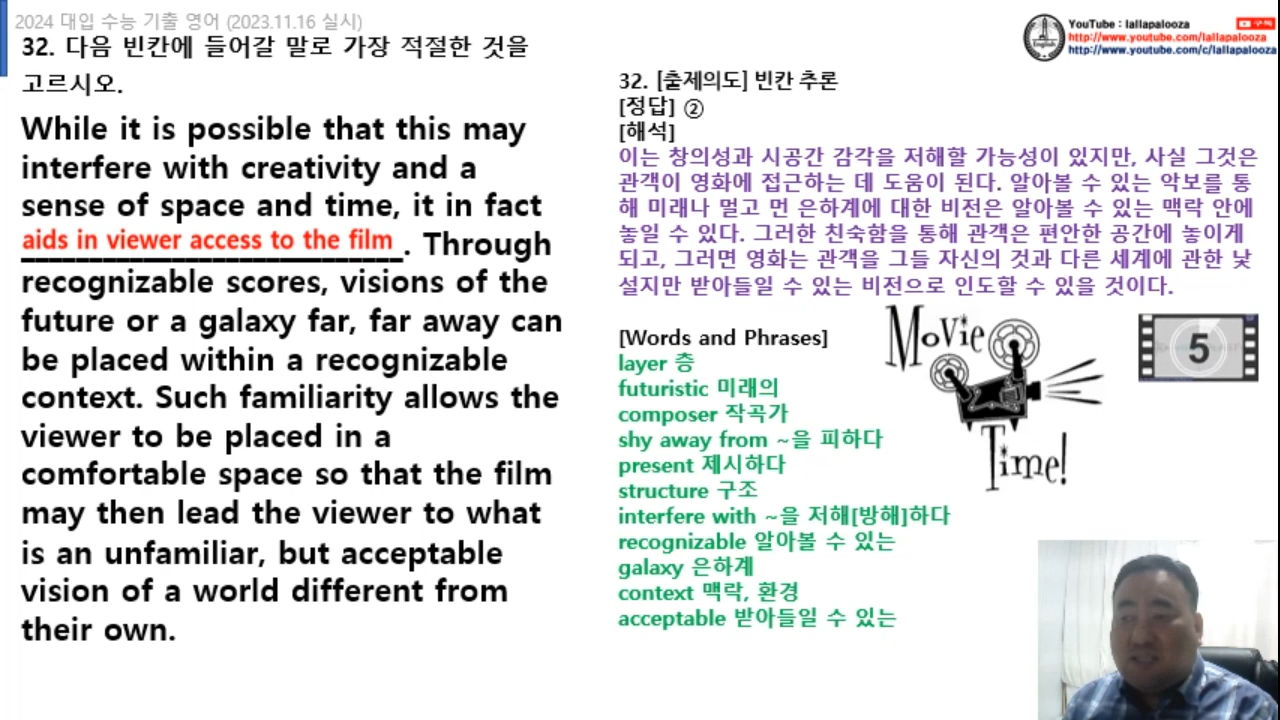 2024 대입 수능 기출 영어 (2023.11.16 실시)
32. 다음 빈칸에 들어갈 말로 가장 적절한 것을
고르시오.
While it is possible that this may
interfere with creativity and a
sense of space and time, it in fact
aids in viewer access to the film. Through
recognizable scores, visions of the
future or a galaxy far, far away can
be placed within a recognizable
context. Such familiarity allows the
viewer to be placed in a
comfortable space so that the film
may then lead the viewer to what
is an unfamiliar, but acceptable
vision of a world different from
their own.
YouTube : lallapalooza
구독
http://www.youtube.com/lallapalooza
http://www.youtube.com/c/lallapalooza
English
32. [출제의도] 빈칸 추론
[정답] ②
[해석]
이는 창의성과 시공간 감각을 저해할 가능성이 있지만, 사실 그것은
관객이 영화에 접근하는 데 도움이 된다. 알아볼 수 있는 악보를 통
해 미래나 멀고 먼 은하계에 대한 비전은 알아볼 수 있는 맥락 안에
놓일 수 있다. 그러한 친숙함을 통해 관객은 편안한 공간에 놓이게
되고, 그러면 영화는 관객을 그들 자신의 것과 다른 세계에 관한 낯
설지만 받아들일 수 있는 비전으로 인도할 수 있을 것이다.
[Words and Phrases]
layer 층
futuristic 미래의
composer 작곡가
shy away from ~을 피하다
present 제시하다
structure 구조
interfere with ~을 저해[방해]하다
recognizable 알아볼 수 있는
galaxy 은하계
context 맥락, 환경
acceptable 받아들일 수 있는
Movie
Time!
5